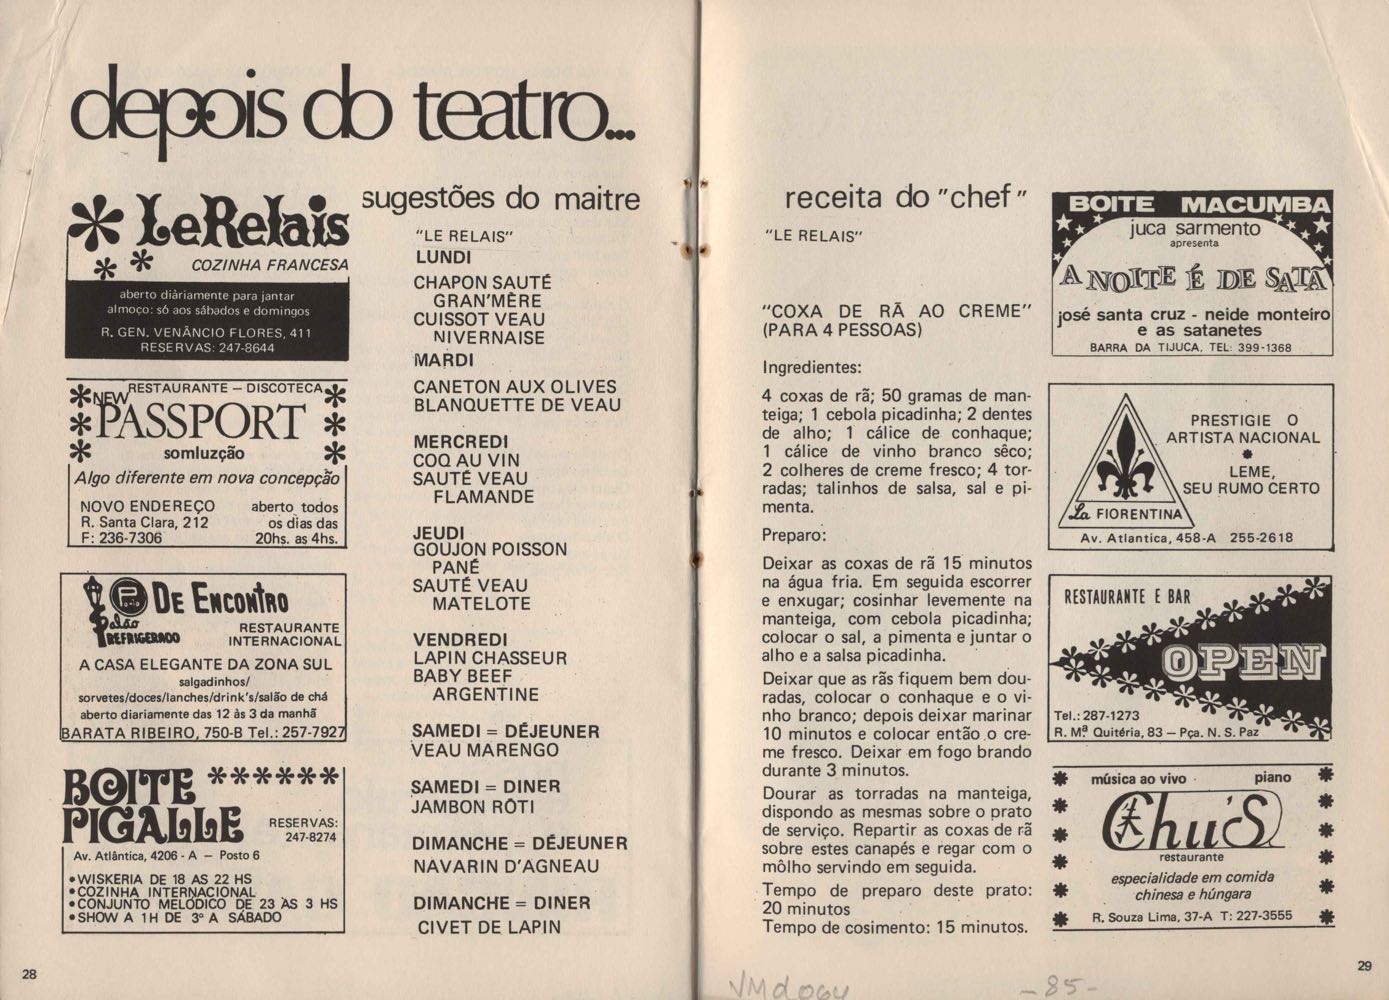 depois do teatro...
LeRelais
COZINHA FRANCESA
aberto diàriamente para jantar
almoço: só aos sábados e domingos
R. GEN. VENÂNCIO FLORES, 411
RESERVAS: 247-8644
RESTAURANTE – DISCOTECA
NEW
PASSPORT
somluzção
Algo diferente em nova concepção
NOVO ENDEREÇO
R. Santa Clara, 212
F: 236-7306
aberto todos
os dias das
20hs. as 4hs.
DE ENCONTRO
Salão
REFRIGERADO
RESTAURANTE
INTERNACIONAL
A CASA ELEGANTE DA ZONA SUL
salgadinhos/
sorvetes/doces/lanches/drink's/salão de chá
aberto diariamente das 12 às 3 da manhã
BARATA RIBEIRO, 750-B Tel.: 257-7927
BOITE
PIGALLE
RESERVAS:
247-8274
Av. Atlântica, 4206 - A – Posto 6
•WISKERIA DE 18 AS 22 HS
•COZINHA INTERNACIONAL
•CONJUNTO MELODICO DE 23 ÀS 3 HS
•SHOW A 1H DE 3ª A SÁBADO
28
sugestões do maitre
"LE RELAIS"
LUNDI
CHAPON SAUTÉ
GRAN'MÈRE
CUISSOT VEAU
NIVERNAISE
MARDI
CANETON AUX OLIVES
BLANQUETTE DE VEAU
MERCREDI
COQ AU VIN
SAUTÉ VEAU
FLAMANDE
JEUDI
GOUJON POISSON
PANÉ
SAUTÉ VEAU
MATELOTE
VENDREDI
LAPIN CHASSEUR
BABY BEEF
ARGENTINE
SAMEDI = DÉJEUNER
VEAU MARENGO
SAMEDI = DINER
JAMBON RÔTI
DIMANCHE = DÉJEUNER
NAVARIN D'AGNEAU
DIMANCHE = DINER
CIVET DE LAPIN
receita do "chef"
"LE RELAIS"
"COXA DE RÃ AO CREME"
(PARA 4 PESSOAS)
Ingredientes:
4 coxas de rã; 50 gramas de man-
teiga; 1 cebola picadinha; 2 dentes
de alho; 1 cálice de conhaque;
1 cálice de vinho branco sêco;
2 colheres de creme fresco; 4 tor-
radas; talinhos de salsa, sal e pi-
menta.
Preparo:
Deixar as coxas de rã 15 minutos
na água fria. Em seguida escorrer
e enxugar; cosinhar levemente na
manteiga, com cebola picadinha;
colocar o sal, a pimenta e juntar o
alho e a salsa picadinha.
Deixar que as rãs fiquem bem dou-
radas, colocar o conhaque e o vi-
nho branco; depois deixar marinar
10 minutos e colocar então o cre-
me fresco. Deixar em fogo brando
durante 3 minutos.
Dourar as torradas na manteiga,
dispondo as mesmas sobre o prato
de serviço. Repartir as coxas de rã
sobre estes canapés e regar com o
môlho servindo em seguida.
Tempo de preparo deste prato:
20 minutos
Tempo de cosimento: 15 minutos.
BOITE MACUMBA
juca sarmento
apresenta
A NOITE É DE SATÃ
josé santa cruz - neide monteiro
e as satanetes
BARRA DA TIJUCA. TEL: 399-1368
La FIORENTINA
PRESTIGIE O
ARTISTA NACIONAL
LEME,
SEU RUMO CERTO
Av. Atlantica, 458-A 255-2618
RESTAURANTE E BAR
OPEN
Tel.: 287-1273
R. Mª Quitéria, 83 – Pça. N. S. Paz
música ao vivo piano
Chu'S
restaurante
especialidade em comida
chinesa e húngara
R. Souza Lima, 37-A T: 227-3555
29
-85-